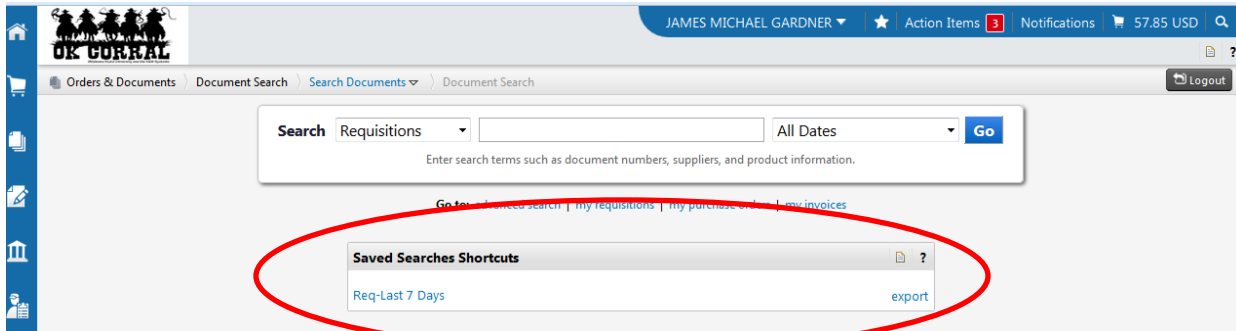 JAMES MICHAEL GARDNER ▼ Action Items 3 Notifications 57.85 USD
OK CORRAL
?
Orders & Documents Document Search Search Documents Document Search Logout
Search Requisitions All Dates Go
Enter search terms such as document numbers, suppliers, and product information.
Go to: advanced search | my requisitions | my purchase orders | my invoices
Saved Searches Shortcuts ?
Req-Last 7 Days export